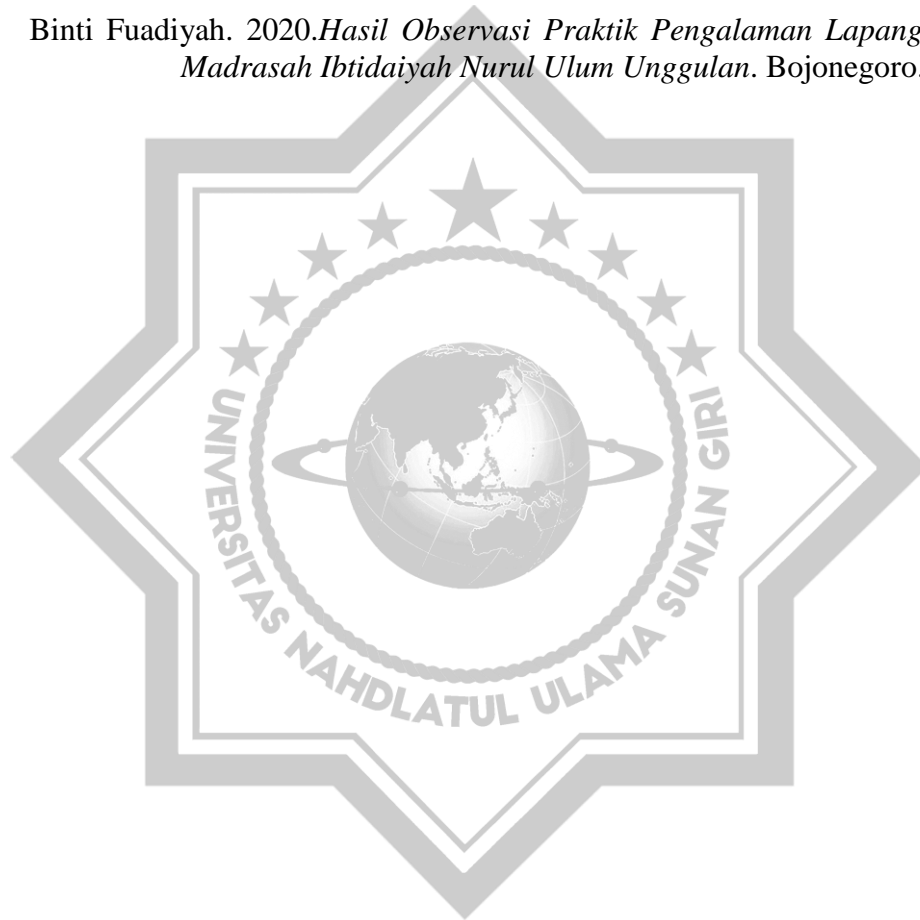 Binti Fuadiyah. 2020.Hasil Observasi Praktik Pengalaman Lapang
Madrasah Ibtidaiyah Nurul Ulum Unggulan. Bojonegoro.
UNIVERSITAS NAHDLATUL ULAMA SUNAN GIRI